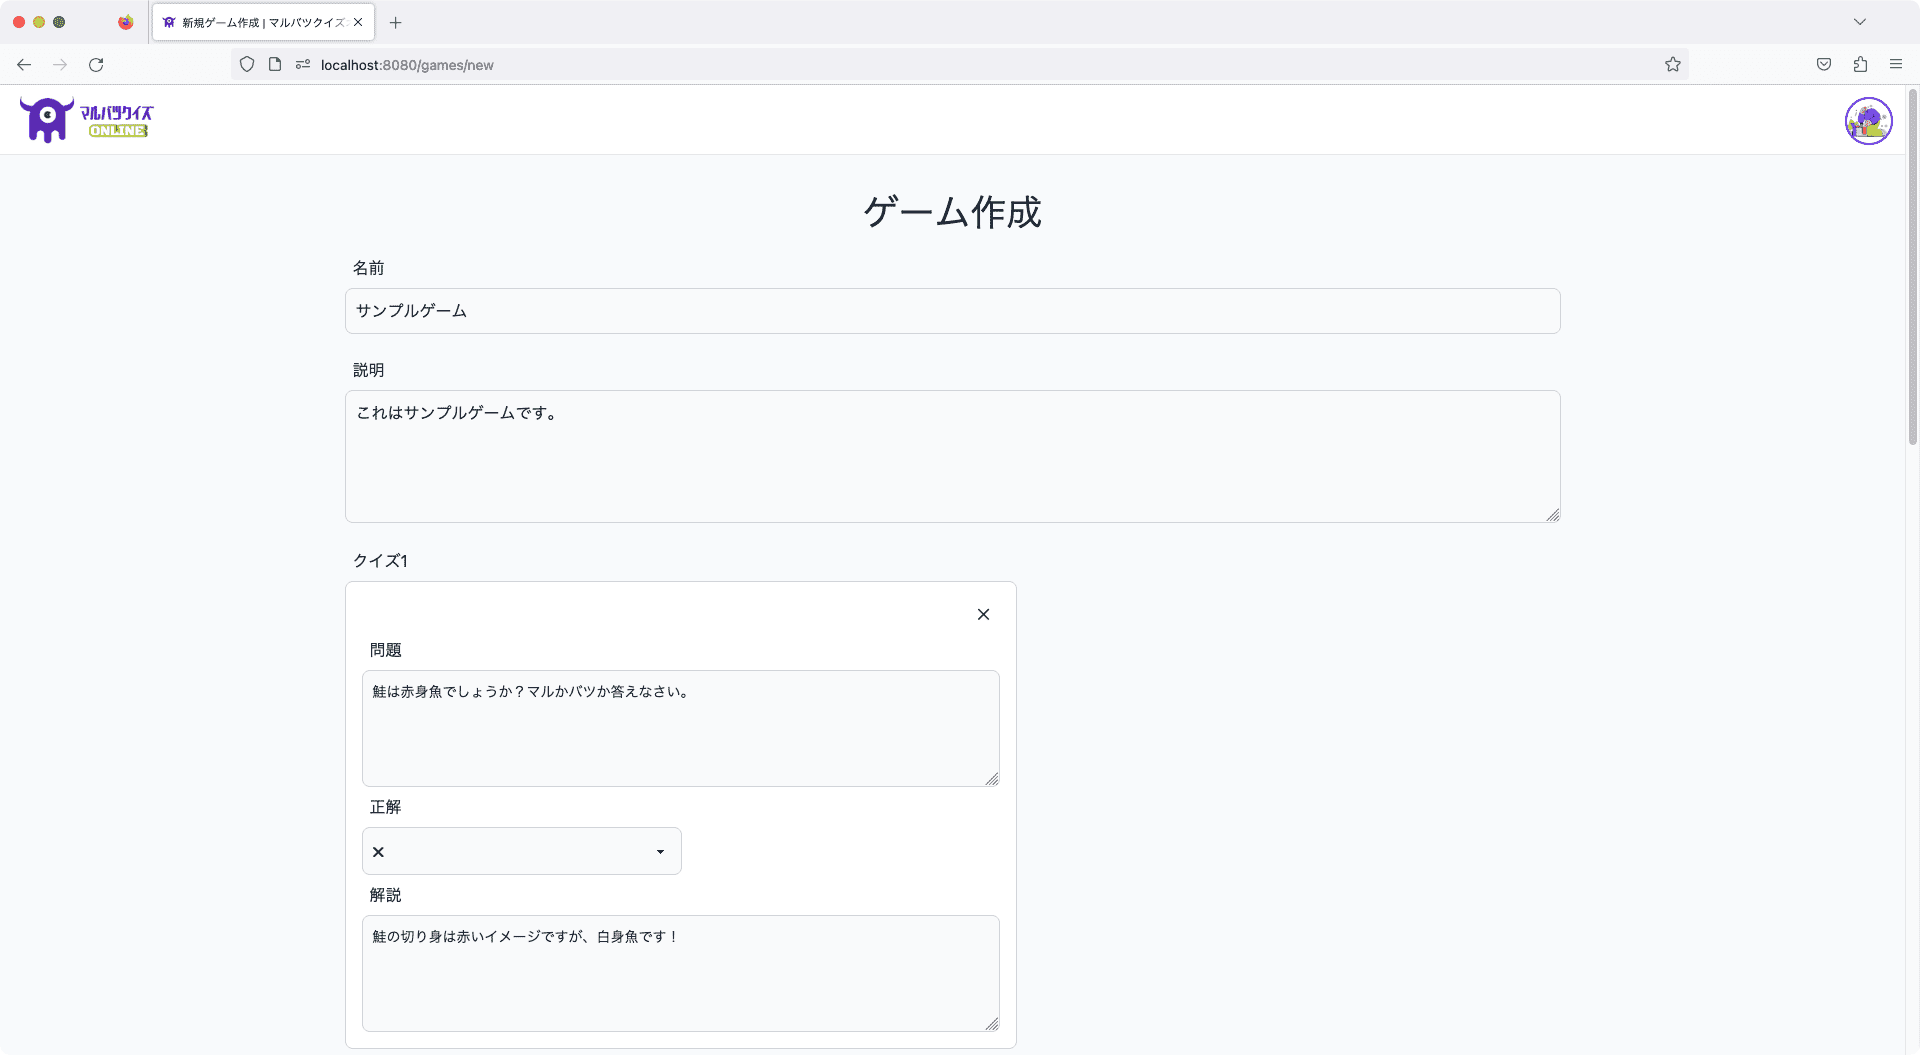 新規ゲーム作成 | マルバツクイズ
localhost:8080/games/new
マルバツクイズ
ONLINE
ゲーム作成
名前
サンプルゲーム
説明
これはサンプルゲームです。
クイズ1
問題
鮭は赤身魚でしょうか？マルかバツか答えなさい。
正解
解説
鮭の切り身は赤いイメージですが、白身魚です！